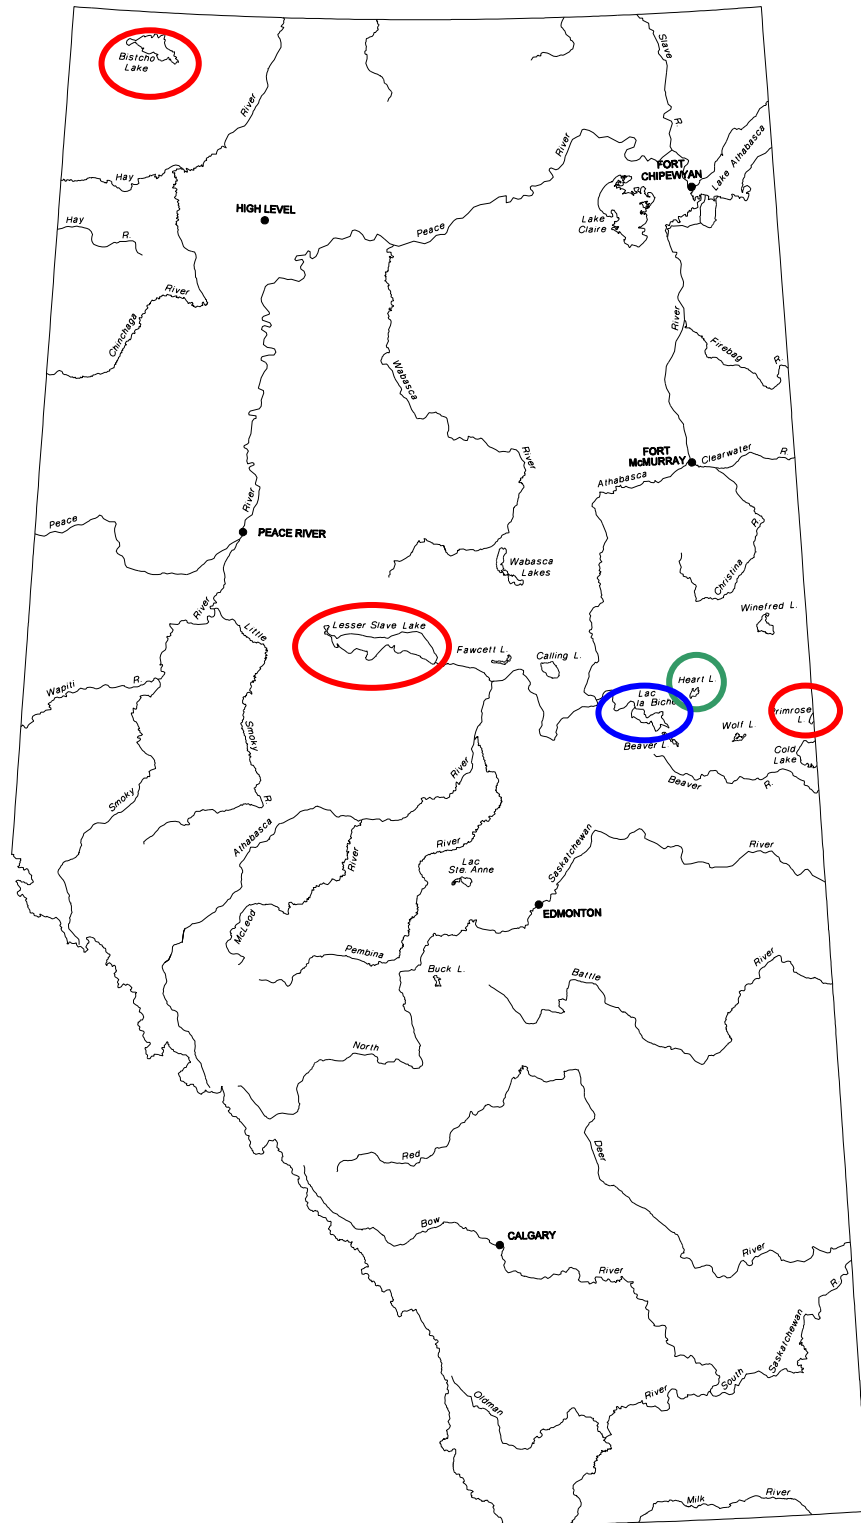 Bistcho
Lake
River
Slave
R.
River
Hay
FORT
CHIPEWYAN
Lake Athabasca
HIGH LEVEL
Hay
R.
Peace
Lake
Claire
River
Chinchaga
River
Firebag
R.
Wabasca
River
FORT
McMURRAY
Clearwater
R.
Athabasca
River
Peace
PEACE RIVER
R.
Wabasca
Lakes
Christina
River
Little
Winefred L.
Lesser Slave Lake
Fawcett L.
Calling L.
Heart L.
Wapiti
R.
Lac
la Biche
Primrose
L.
Wolf L.
Beaver L.
Cold
Lake
Smoky
River
Beaver
R.
Smoky
R.
Athabasca
River
River
Saskatchewan
River
Lac
Ste. Anne
McLeod
EDMONTON
Pembina
Buck L.
Battle
River
North
Red
Deer
Bow
CALGARY
River
River
R.
Saskatchewan
South
River
Oldman
Milk
River